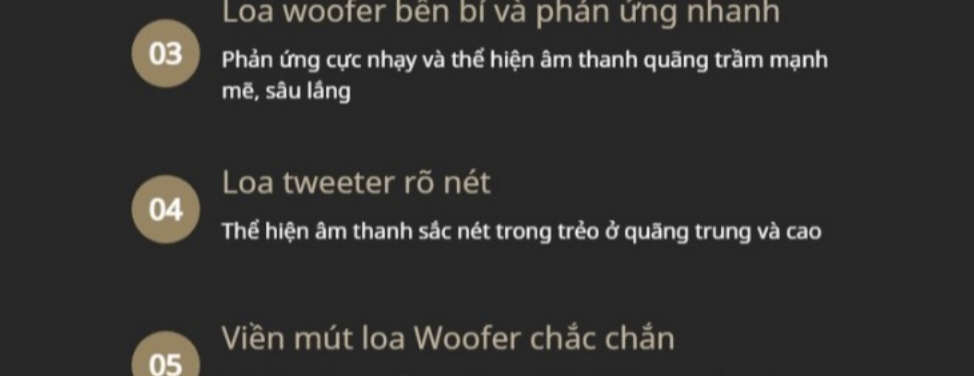 Loa woofer bền bỉ và phản ứng nhanh
03
Phản ứng cực nhạy và thể hiện âm thanh quãng trầm mạnh
mẽ, sâu lắng
Loa tweeter rõ nét
04
Thể hiện âm thanh sắc nét trong trẻo ở quãng trung và cao
Viền mút loa Woofer chắc chắn
05